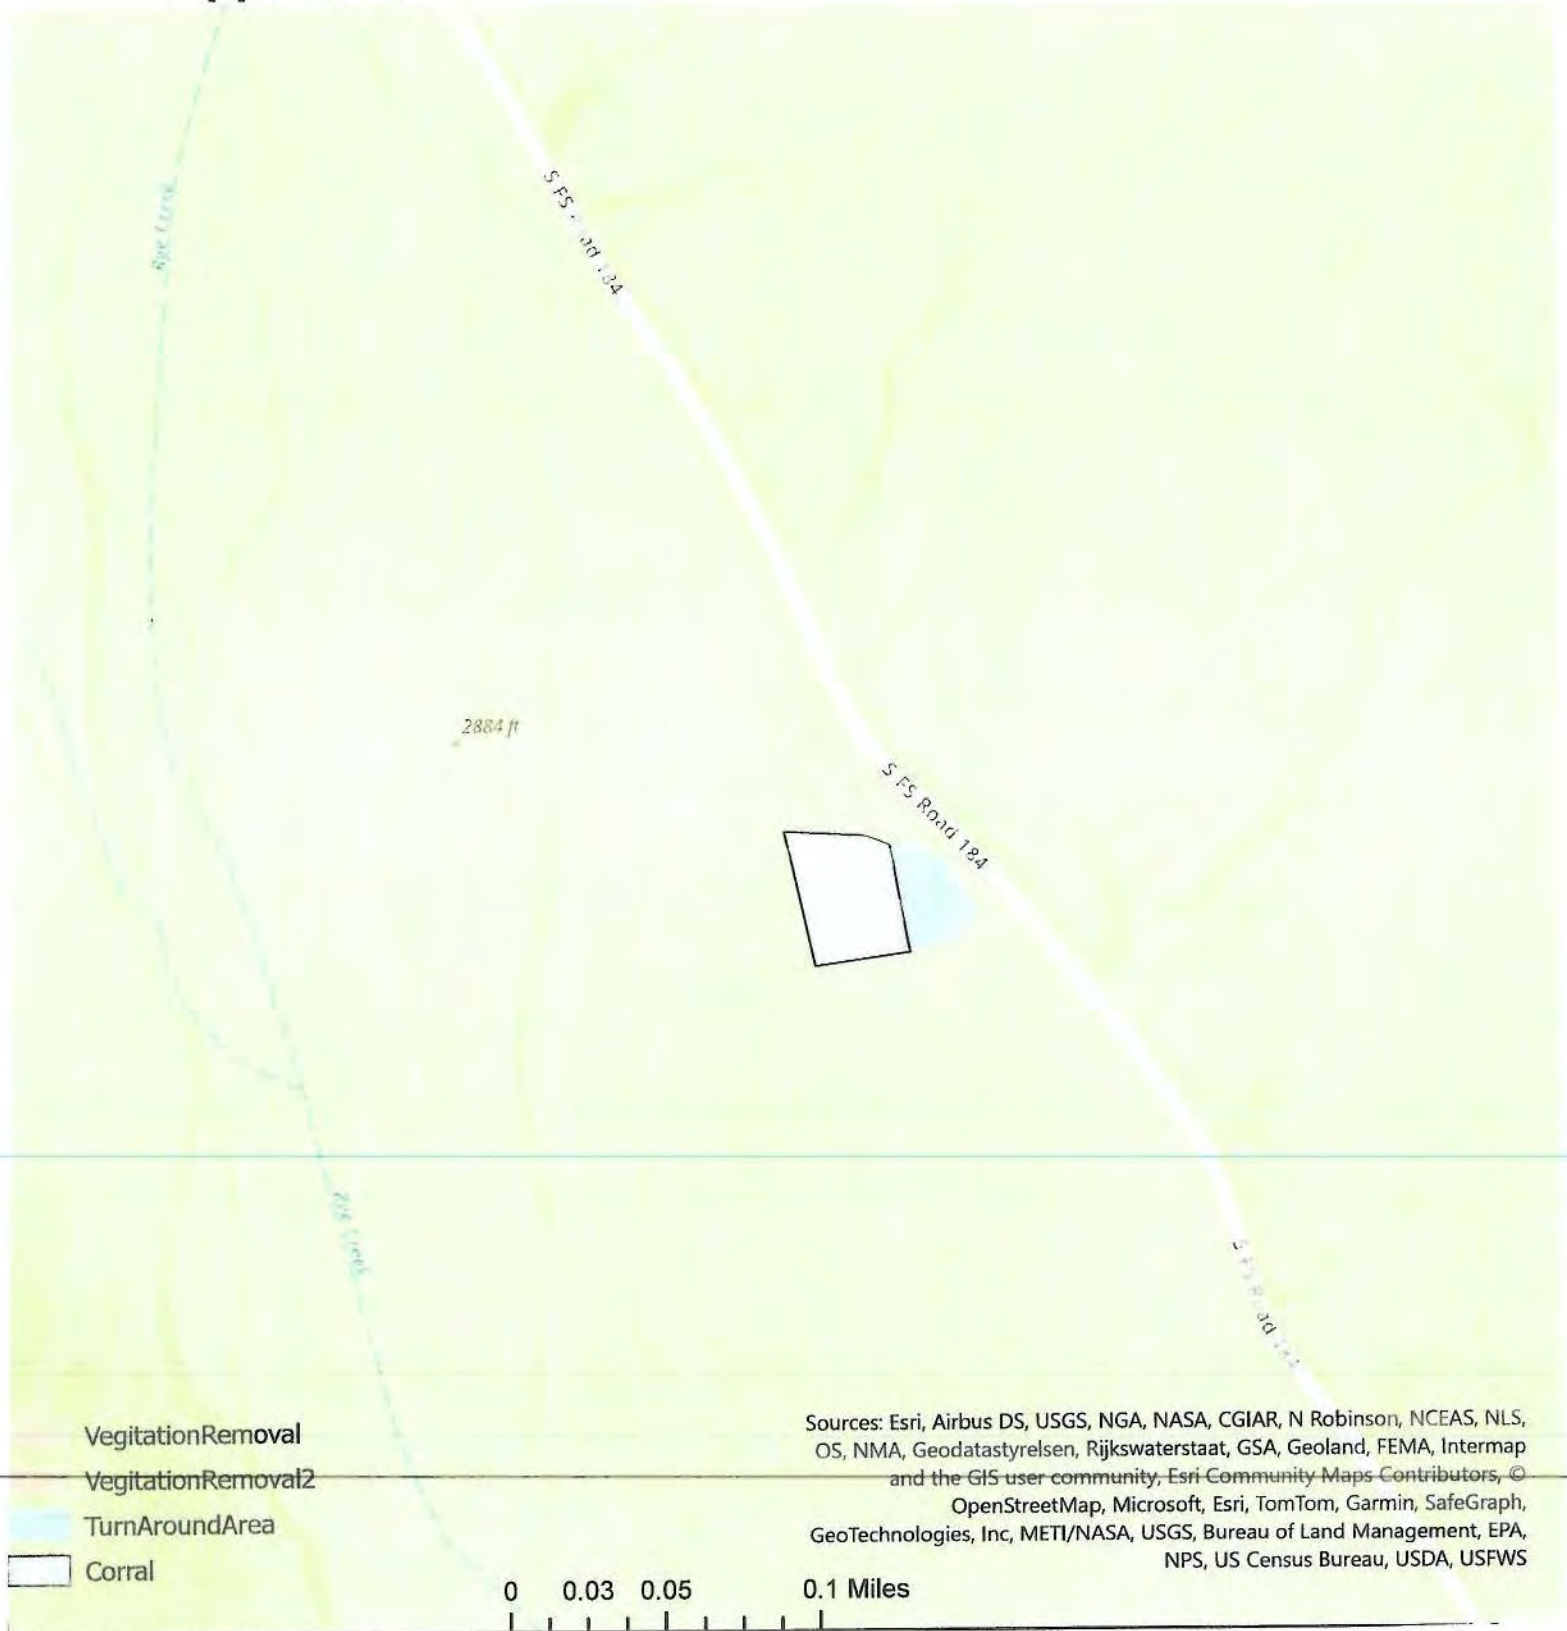 S FS 
2884 ft
S FS Road 184
VegitationRemoval
VegitationRemoval2
TurnAroundArea
Corral
Sources: Esri, Airbus DS, USGS, NGA, NASA, CGIAR, N Robinson, NCEAS, NLS,
OS, NMA, Geodatastyrelsen, Rijkswaterstaat, GSA, Geoland, FEMA, Intermap
and the GIS user community, Esri Community Maps Contributors, ©
OpenStreetMap, Microsoft, Esri, TomTom, Garmin, SafeGraph,
GeoTechnologies, Inc, METI/NASA, USGS, Bureau of Land Management, EPA,
NPS, US Census Bureau, USDA, USFWS
0 0.03 0.05 0.1 Miles